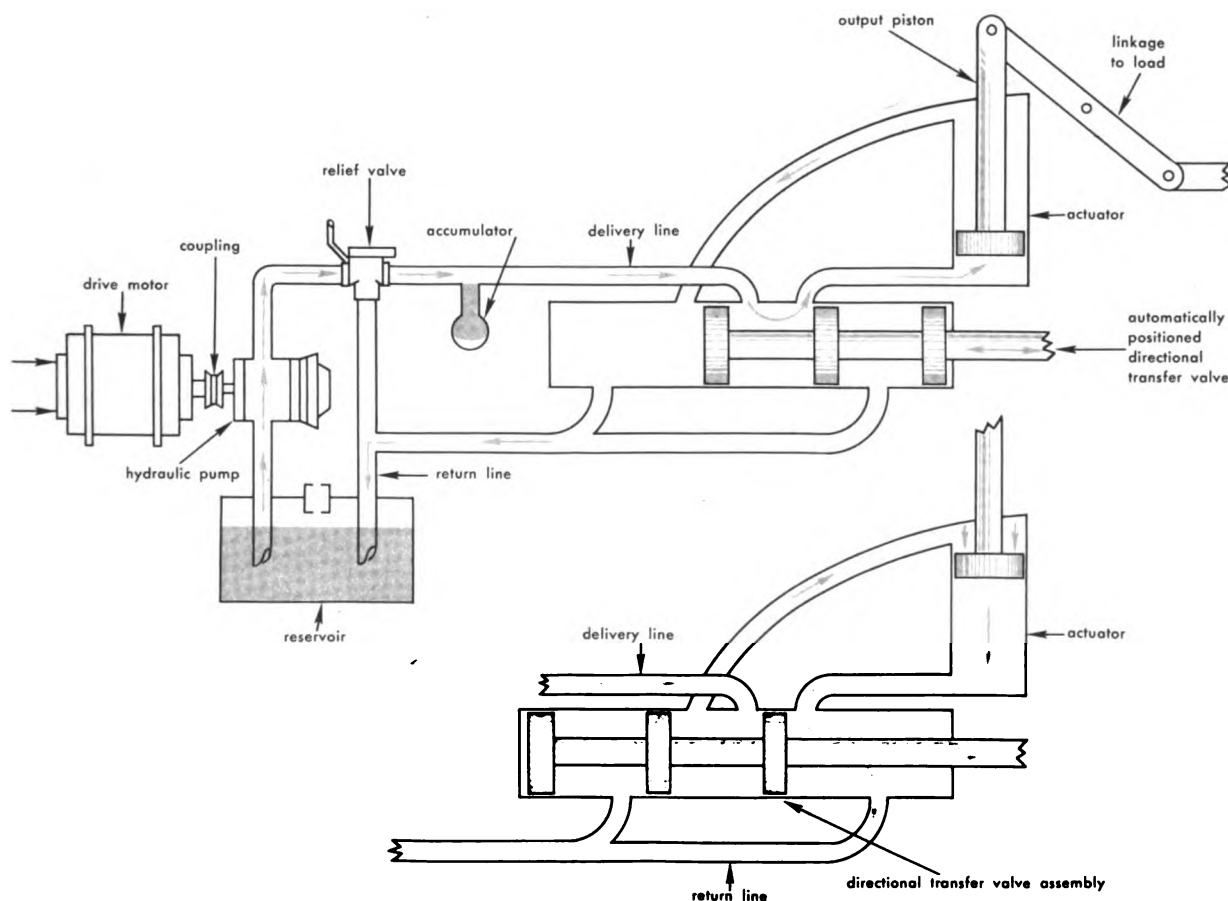 output piston
linkage
to load
relief valve
coupling
accumulator
delivery line
actuator
drive motor
automatically
positioned
directional
transfer valve
hydraulic pump
return line
reservoir
delivery line
actuator
directional transfer valve assembly
return line